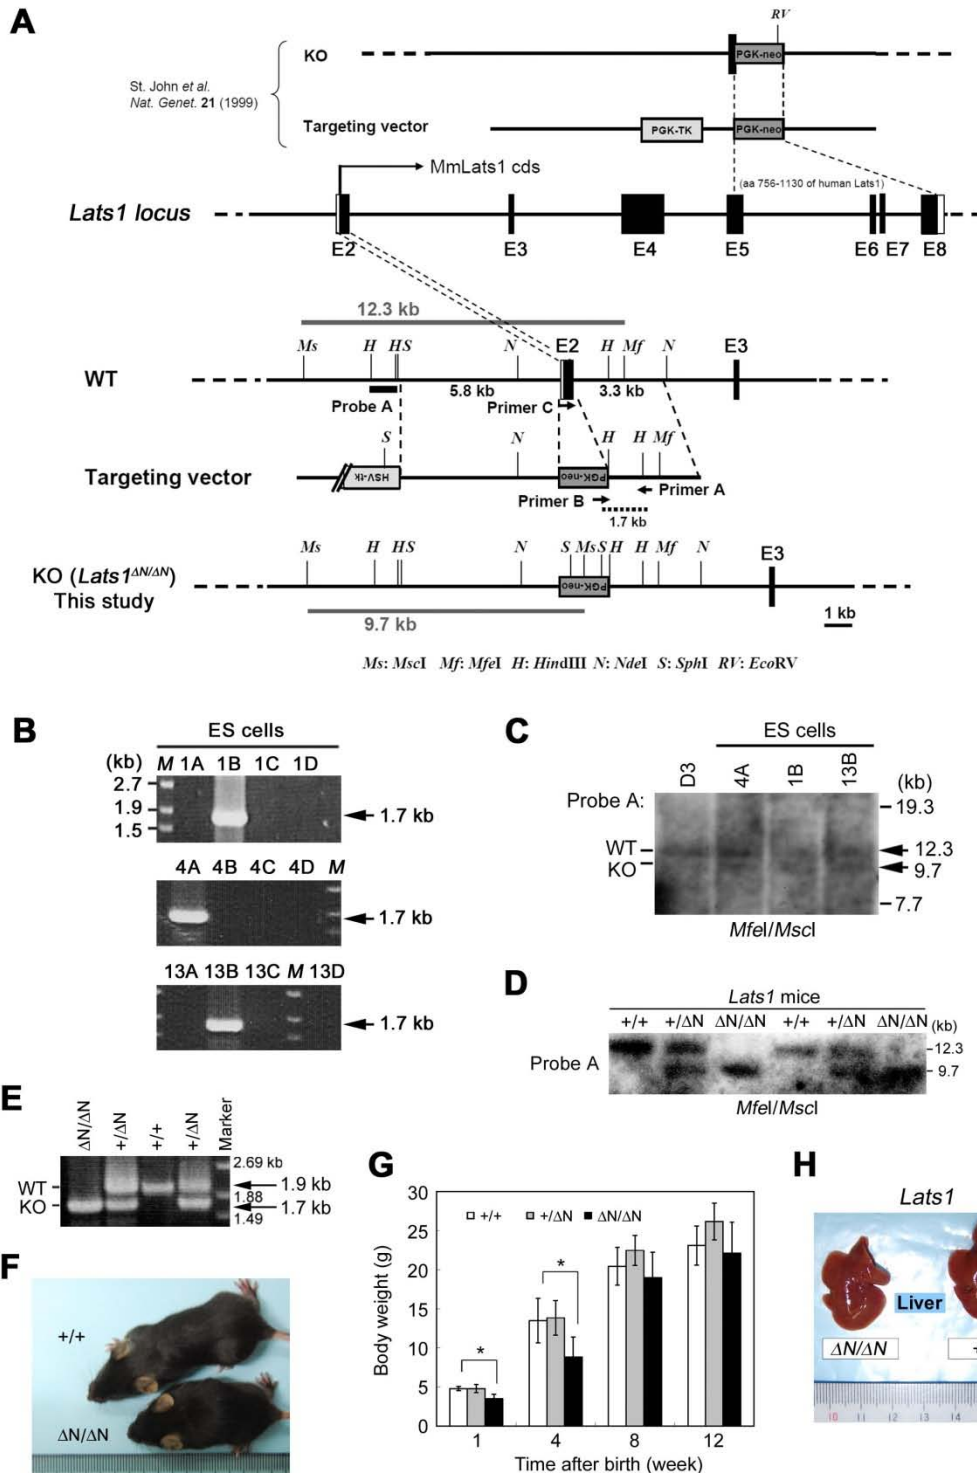 A
RV
KO
PGK-neo
St. John et al.
Nat. Genet. 21 (1999)
Targeting vector
PGK-TK
PGK-neo
MmLats1 cds
(aa 756-1130 of human Lats1)
Lats1 locus
E2 E3 E4 E5 E6 E7 E8
12.3 kb
Ms H H S N E2 H Mf N E3
WT
5.8 kb 3.3 kb
Probe A Primer C
S N H H Mf
Targeting vector
HSV-tk PGK-neo
Primer B Primer A
1.7 kb
Ms H H S N S Ms S H H Mf N E3
KO (Lats1ΔN/ΔN)
This study
PGK-neo
9.7 kb
1 kb
Ms: MscI Mf: MfeI H: HindIII N: NdeI S: SphI RV: EcoRV
B
ES cells
(kb) M 1A 1B 1C 1D
2.7
1.9
1.5
1.7 kb
4A 4B 4C 4D M
1.7 kb
13A 13B 13C M 13D
1.7 kb
C
ES cells
D3 4A 1B 13B
(kb)
Probe A:
19.3
WT 12.3
KO 9.7
7.7
MfeI/MscI
D
Lats1 mice
+/+ +/ΔN ΔN/ΔN +/+ +/ΔN ΔN/ΔN (kb)
12.3
Probe A
9.7
MfeI/MscI
E
ΔN/ΔN +/ΔN +/+ +/ΔN Marker
2.69 kb
WT 1.9 kb
1.88
KO 1.7 kb
1.49
F
+/+
ΔN/ΔN
G
30
25
20
15
10
5
0
Body weight (g)
+/+ +/ΔN ΔN/ΔN
*
*
1 4 8 12
Time after birth (week)
H
Lats1
Liver
ΔN/ΔN +
10 11 12 13 14